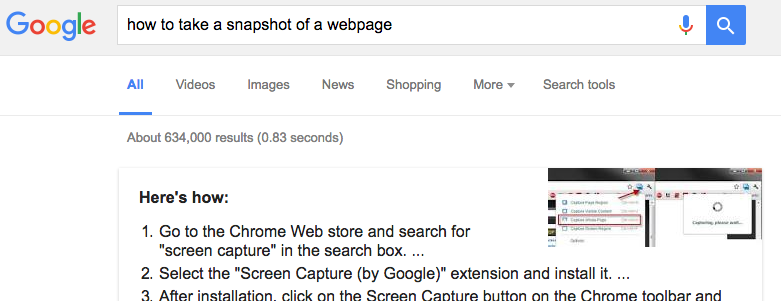 Google how to take a snapshot of a webpage
All Videos Images News Shopping More Search tools
About 634,000 results (0.83 seconds)
Here's how:
1. Go to the Chrome Web store and search for
"screen capture" in the search box. ...
2. Select the "Screen Capture (by Google)" extension and install it. ...
3. After installation, click on the Screen Capture button on the Chrome toolbar and
Capture Page Region
Capture Visible Content
Capture Whole Page
Capture Screen Region
Options
Capturing, please wait...